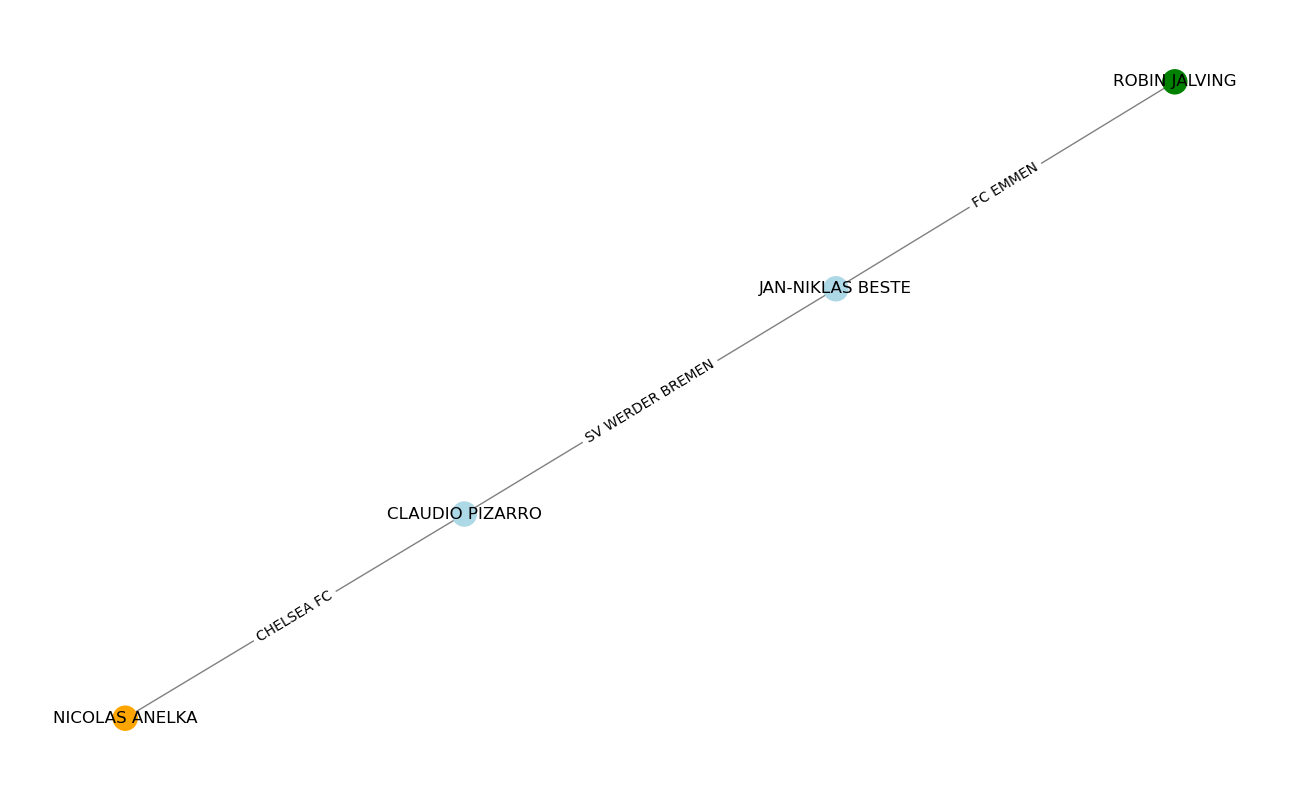 ROBIN JALVING
FC EMMEN
JAN-NIKLAS BESTE
SV WERDER BREMEN
CLAUDIO PIZARRO
CHELSEA FC
NICOLAS ANELKA